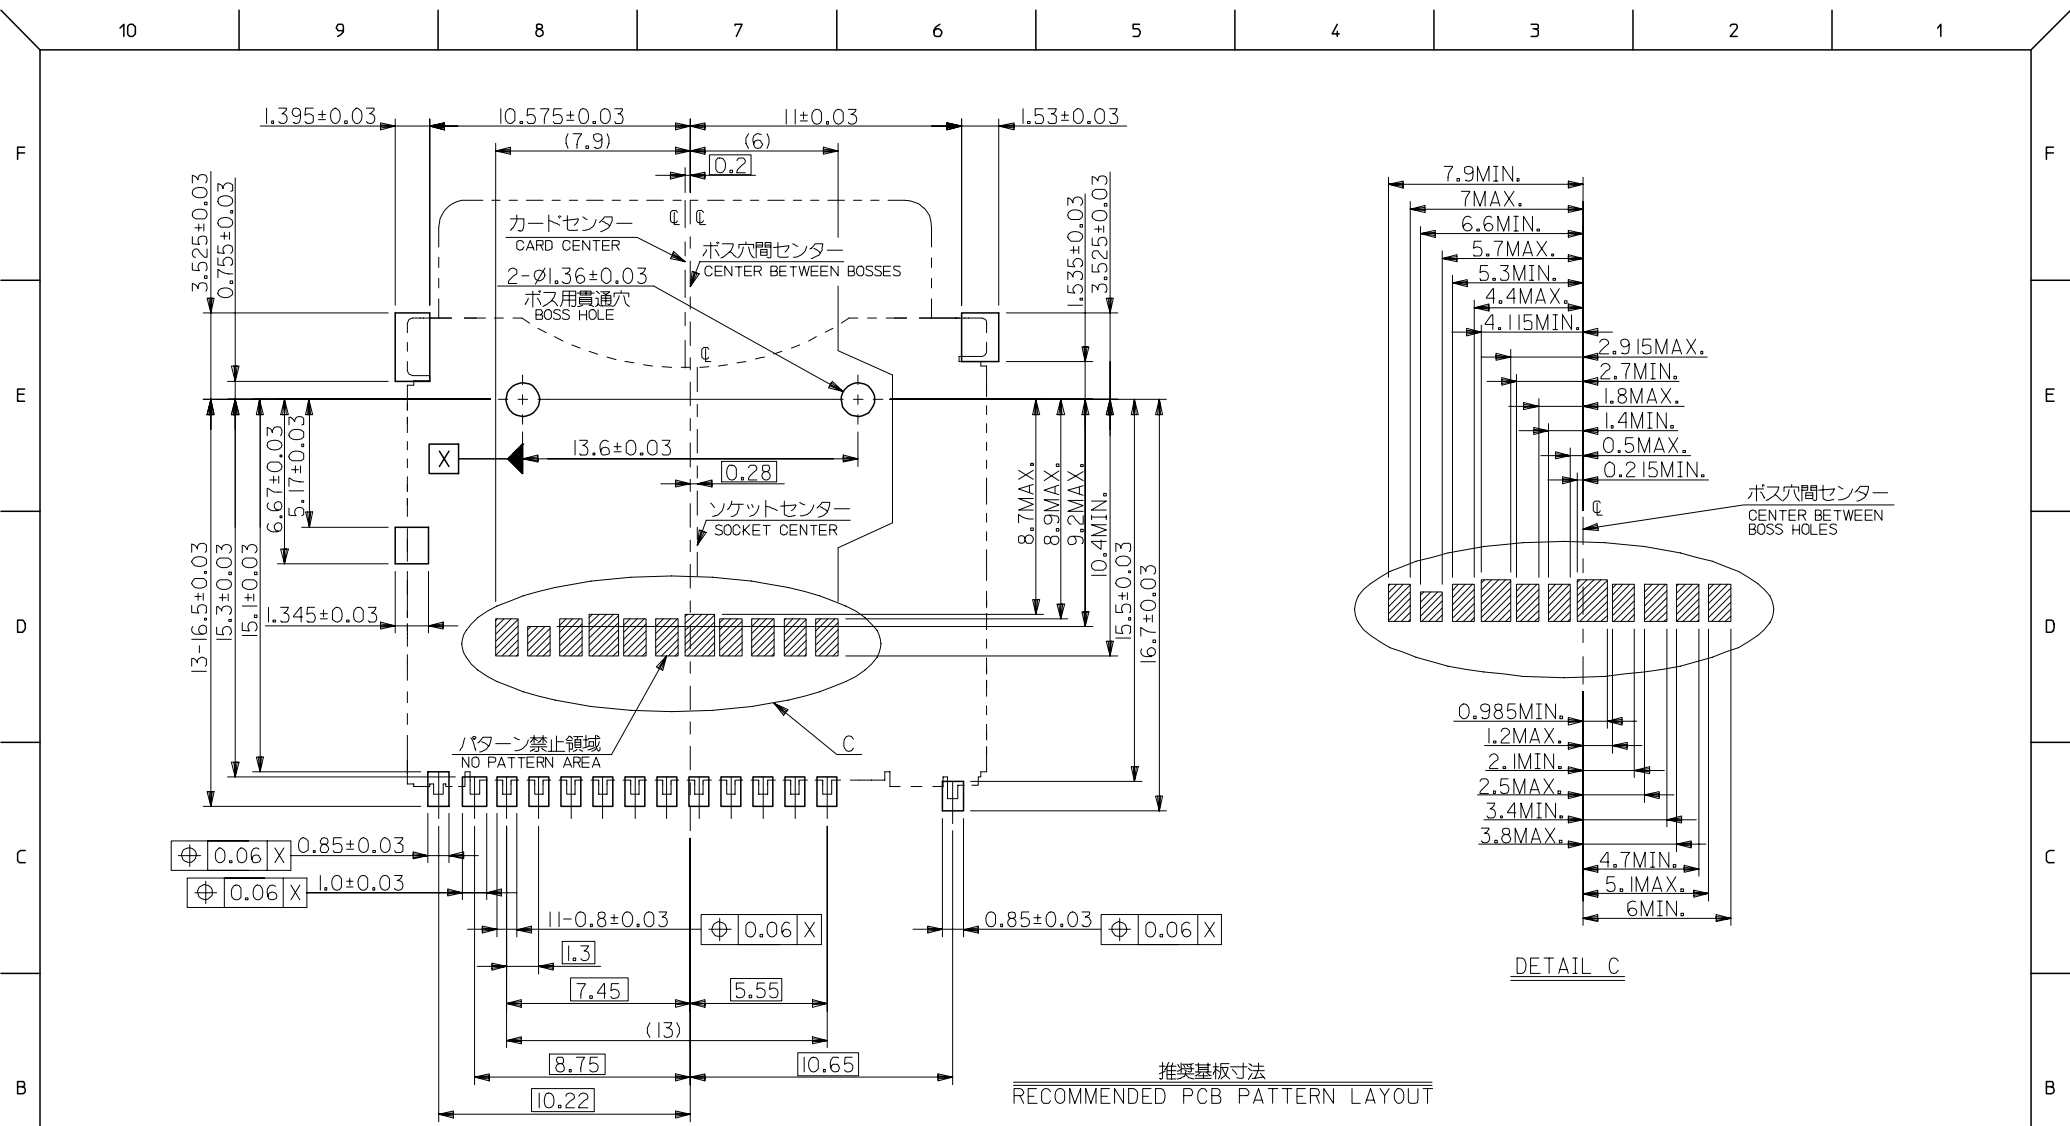 10 9 8 7 6 5 4 3 2 1
F
E
D
C
B
F
E
D
C
B
1.395±0.03
10.575±0.03
11±0.03
1.53±0.03
(7.9)
(6)
0.2
3.525±0.03
0.755±0.03
1.535±0.03
3.525±0.03
℄ ℄
カードセンター
CARD CENTER
ボス穴間センター
CENTER BETWEEN BOSSES
2-Ø1.36±0.03
ボス用貫通穴
BOSS HOLE
℄
X
13.6±0.03
0.28
ソケットセンター
SOCKET CENTER
6.67±0.03
5.17±0.03
13-16.5±0.03
15.3±0.03
15.1±0.03
1.345±0.03
8.7MAX.
8.9MAX.
9.2MAX.
10.4MIN.
15.5±0.03
16.7±0.03
パターン禁止領域
NO PATTERN AREA
C
⌖ 0.06 X
0.85±0.03
⌖ 0.06 X
1.0±0.03
11-0.8±0.03
⌖ 0.06 X
0.85±0.03
⌖ 0.06 X
1.3
7.45
5.55
(13)
8.75
10.65
10.22
推奨基板寸法
RECOMMENDED PCB PATTERN LAYOUT
7.9MIN.
7MAX.
6.6MIN.
5.7MAX.
5.3MIN.
4.4MAX.
4.115MIN.
2.915MAX.
2.7MIN.
1.8MAX.
1.4MIN.
0.5MAX.
0.215MIN.
℄
ボス穴間センター
CENTER BETWEEN
BOSS HOLES
0.985MIN.
1.2MAX.
2.1MIN.
2.5MAX.
3.4MIN.
3.8MAX.
4.7MIN.
5.1MAX.
6MIN.
DETAIL C